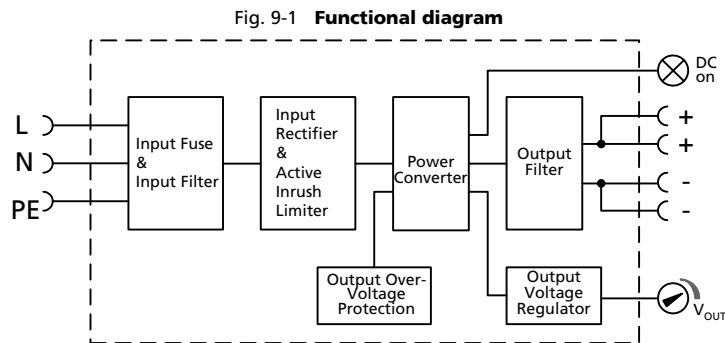 Fig. 9-1 Functional diagram
DC
on
L
N
PE
Input Fuse
&
Input Filter
Input
Rectifier
&
Active
Inrush
Limiter
Power
Converter
Output
Filter
+
+
-
-
Output Over-
Voltage
Protection
Output
Voltage
Regulator
VOUT